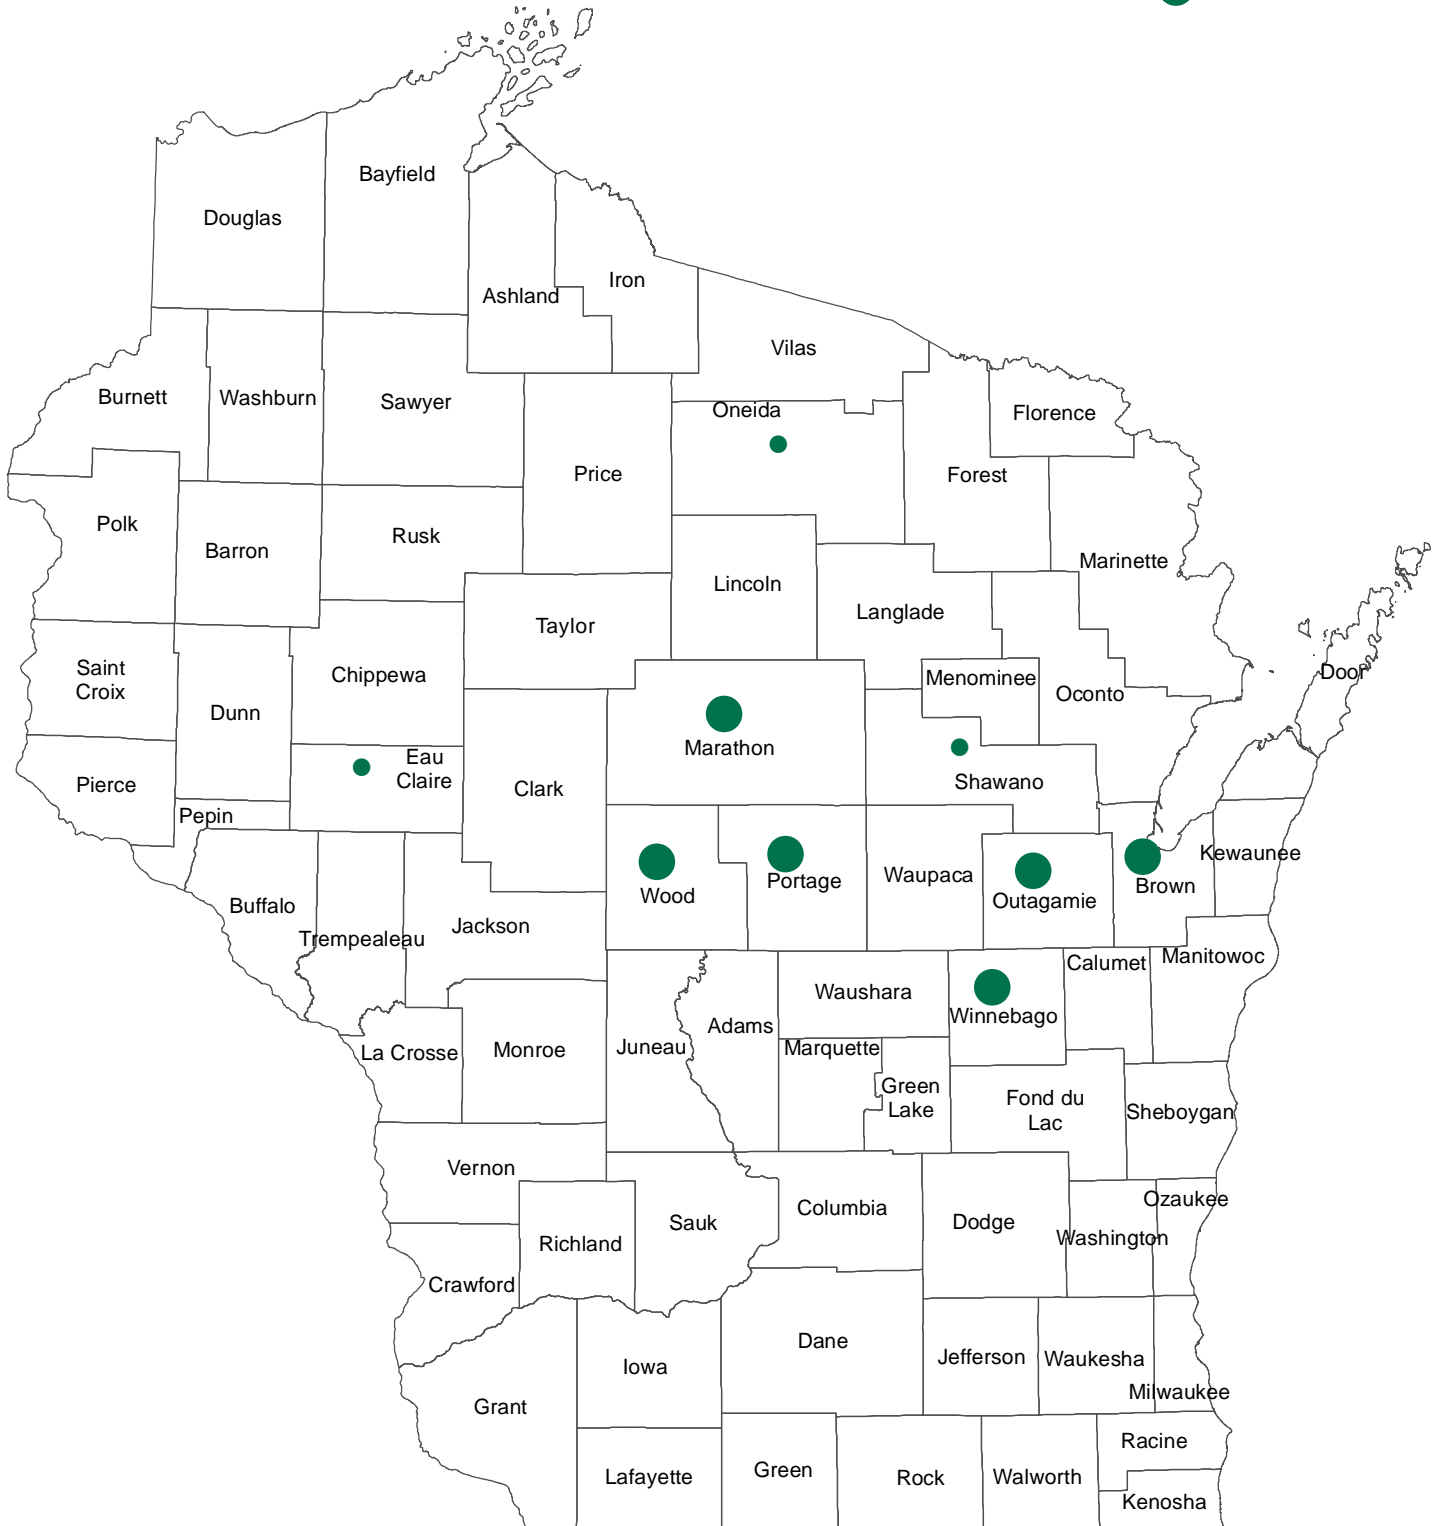 Bayfield
Douglas
Iron
Ashland
Vilas
Burnett
Washburn
Sawyer
Oneida
Florence
Price
Forest
Polk
Barron
Rusk
Marinette
Lincoln
Langlade
Taylor
Saint
Croix
Chippewa
Menominee
Door
Oconto
Dunn
Marathon
Eau
Claire
Pierce
Clark
Shawano
Pepin
Kewaunee
Waupaca
Portage
Brown
Wood
Outagamie
Buffalo
Jackson
Trempealeau
Manitowoc
Calumet
Waushara
Winnebago
Adams
Juneau
Marquette
Monroe
La Crosse
Green
Lake
Fond du
Lac
Sheboygan
Vernon
Ozaukee
Columbia
Sauk
Dodge
Washington
Richland
Crawford
Dane
Jefferson
Waukesha
Iowa
Milwaukee
Grant
Racine
Green
Lafayette
Rock
Walworth
Kenosha